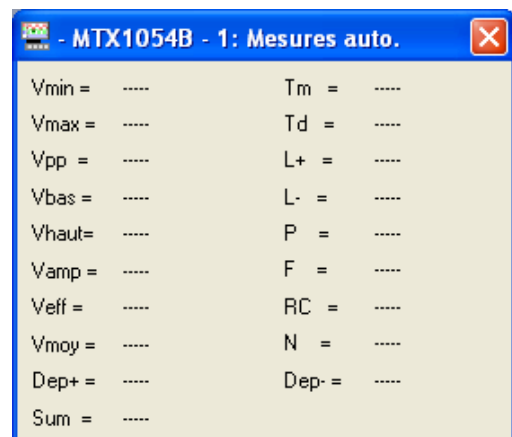 - MTX1054B - 1: Mesures auto.
Vmin = ----- Tm = -----
Vmax = ----- Td = -----
Vpp = ----- L+ = -----
Vbas = ----- L- = -----
Vhaut= ----- P = -----
Vamp = ----- F = -----
Veff = ----- RC = -----
Vmoy = ----- N = -----
Dep+ = ----- Dep- = -----
Sum = -----